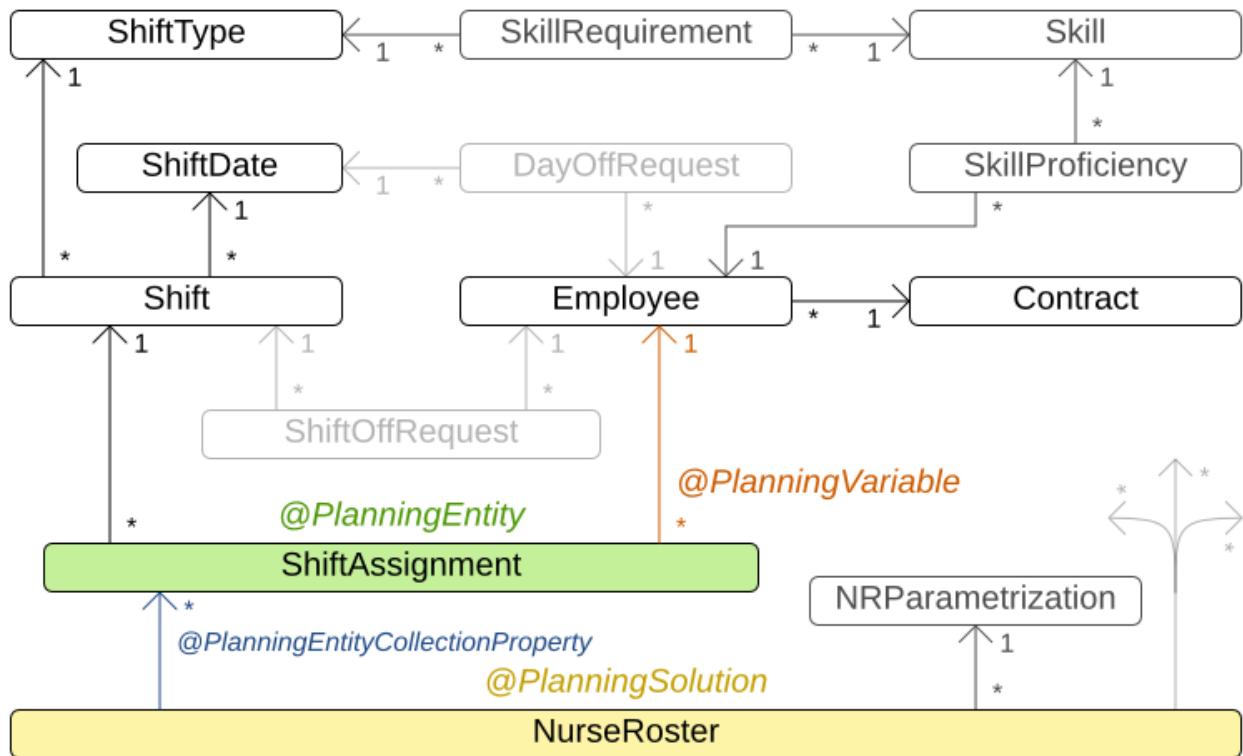 ShiftType
1
*
SkillRequirement
*
1
Skill
1
1
*
ShiftDate
1
*
DayOffRequest
SkillProficiency
1
*
*
*
*
1
1
Shift
Employee
*
1
Contract
1
1
1
1
*
*
ShiftOffRequest
@PlanningVariable
*
*
@PlanningEntity
*
*
*
ShiftAssignment
*
NRParametrization
@PlanningEntityCollectionProperty
1
@PlanningSolution
*
NurseRoster